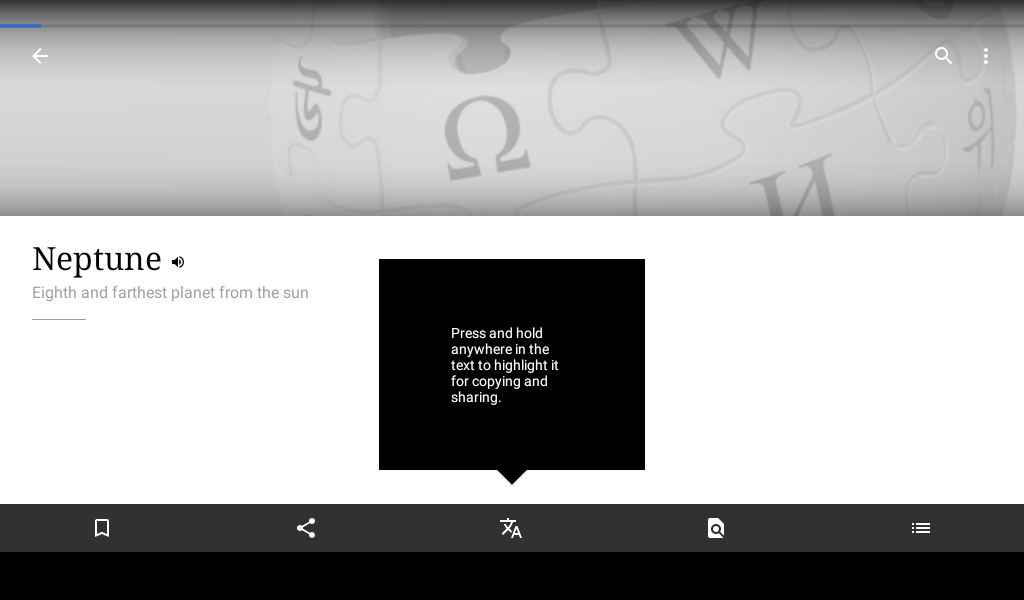 Ω
W
И
Neptune
Eighth and farthest planet from the sun
Press and hold
anywhere in the
text to highlight it
for copying and
sharing.